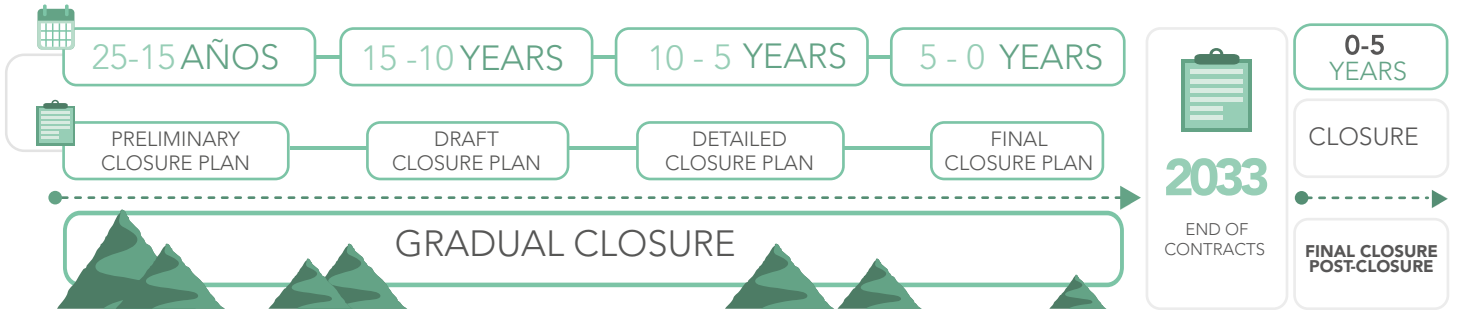 25-15 AÑOS
15 -10 YEARS
10 - 5 YEARS
5 - 0 YEARS
PRELIMINARY
CLOSURE PLAN
DRAFT
CLOSURE PLAN
DETAILED
CLOSURE PLAN
FINAL
CLOSURE PLAN
GRADUAL CLOSURE
2033
END OF
CONTRACTS
0-5
YEARS
CLOSURE
FINAL CLOSURE
POST-CLOSURE